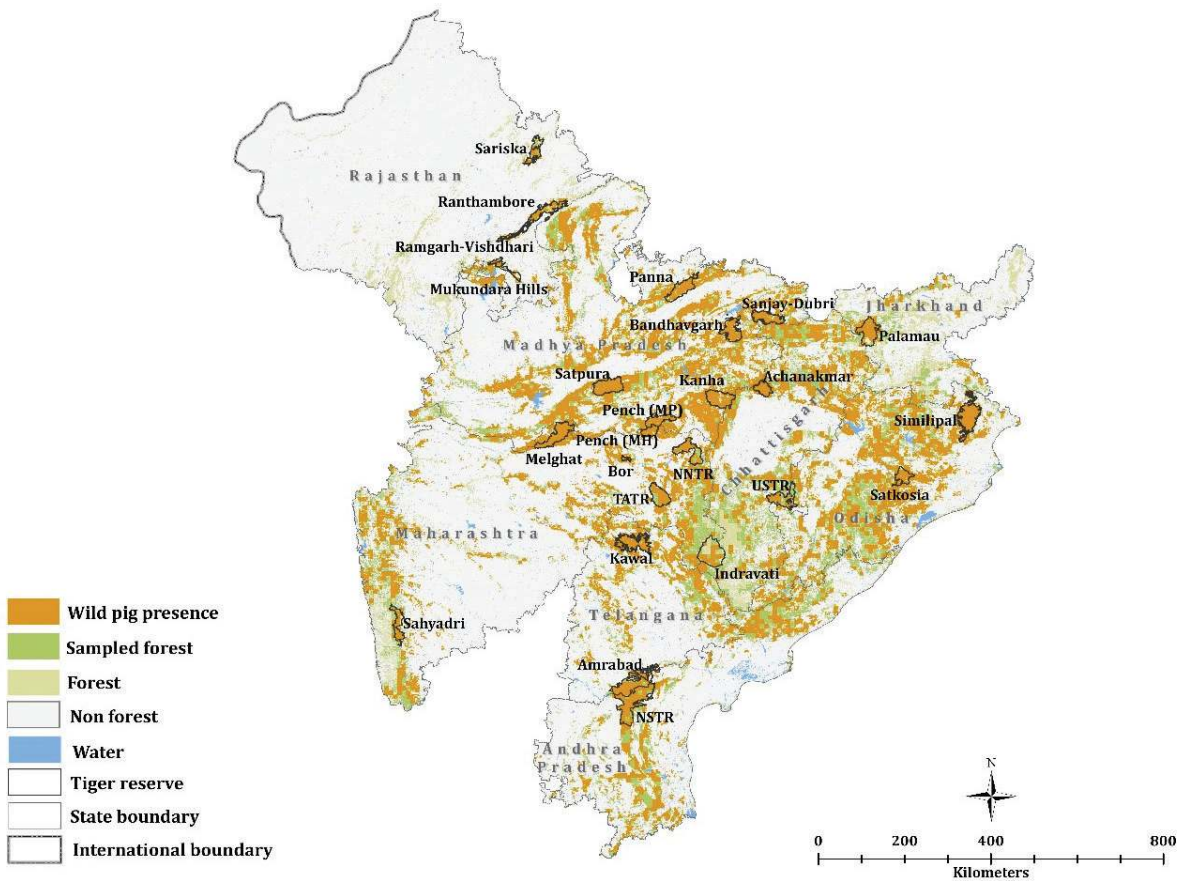 Sariska
Rajasthan
Ranthambore
Ramgarh-Vishdhari
Mukundara Hills
Panna
Sanjay-Dubri
Jharkhand
Bandhavgarh
Palamau
Madhya Pradesh
Satpura
Kanha
Achanakmar
Pench (MP)
Similipal
Pench (MH)
Melghat
Bor
NNTR
Chhattisgarh
USTR
Satkosia
TATR
Odisha
Maharashtra
Kawal
Indravati
Telangana
Sahyadri
Amrabad
NSTR
Andhra
Pradesh
Wild pig presence
Sampled forest
Forest
Non forest
Water
Tiger reserve
State boundary
International boundary
N
0 200 400 800
Kilometers